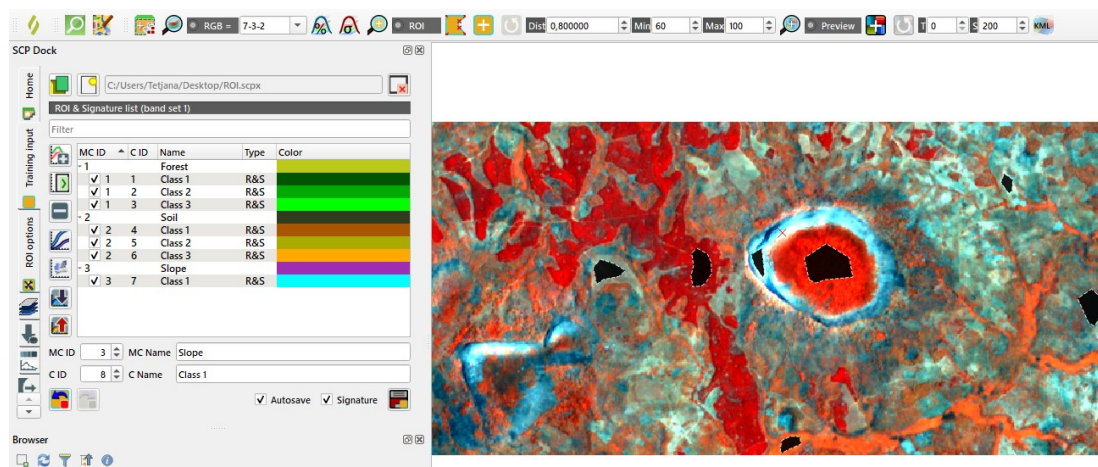 RGB = 7-3-2 ROI Dist 0,800000 Min 60 Max 100 Preview T 0 S 200 KML
SCP Dock
Home
Training input
ROI options
C:/Users/Tetjana/Desktop/ROI.scpx
ROI & Signature list (band set 1)
Filter
MC ID C ID Name Type Color
- 1 Forest
1 1 Class 1 R&S
1 2 Class 2 R&S
1 3 Class 3 R&S
- 2 Soil
2 4 Class 1 R&S
2 5 Class 2 R&S
2 6 Class 3 R&S
- 3 Slope
3 7 Class 1 R&S
MC ID 3 MC Name Slope
C ID 8 C Name Class 1
Autosave Signature
Browser